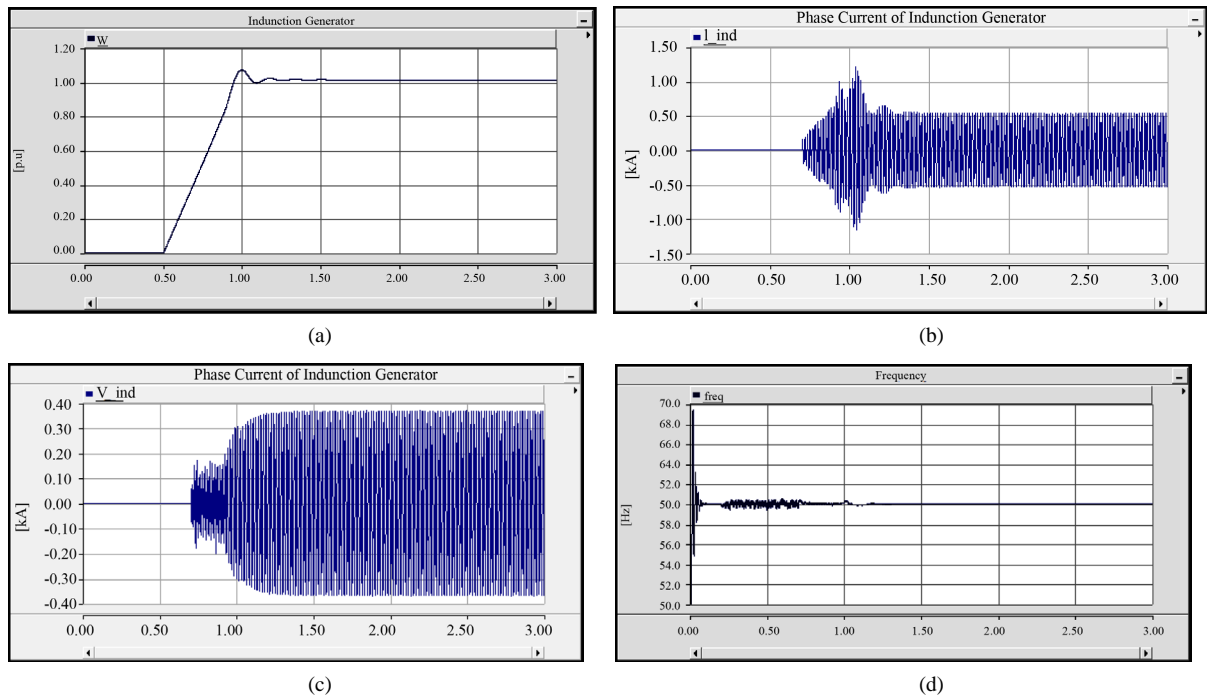 Indunction Generator
W
1.20
1.00
0.80
0.60
0.40
0.20
0.00
[p.u]
0.00 0.50 1.00 1.50 2.00 2.50 3.00
(a)
Phase Current of Indunction Generator
I_ind
1.50
1.00
0.50
0.00
-0.50
-1.00
-1.50
[kA]
0.00 0.50 1.00 1.50 2.00 2.50 3.00
(b)
Phase Current of Indunction Generator
V_ind
0.40
0.30
0.20
0.10
0.00
-0.10
-0.20
-0.30
-0.40
[kA]
0.00 0.50 1.00 1.50 2.00 2.50 3.00
(c)
Frequency
freq
70.0
68.0
66.0
64.0
52.0
50.0
58.0
56.0
54.0
52.0
50.0
[Hz]
0.00 0.50 1.00 1.50 2.00 2.50 3.00
(d)